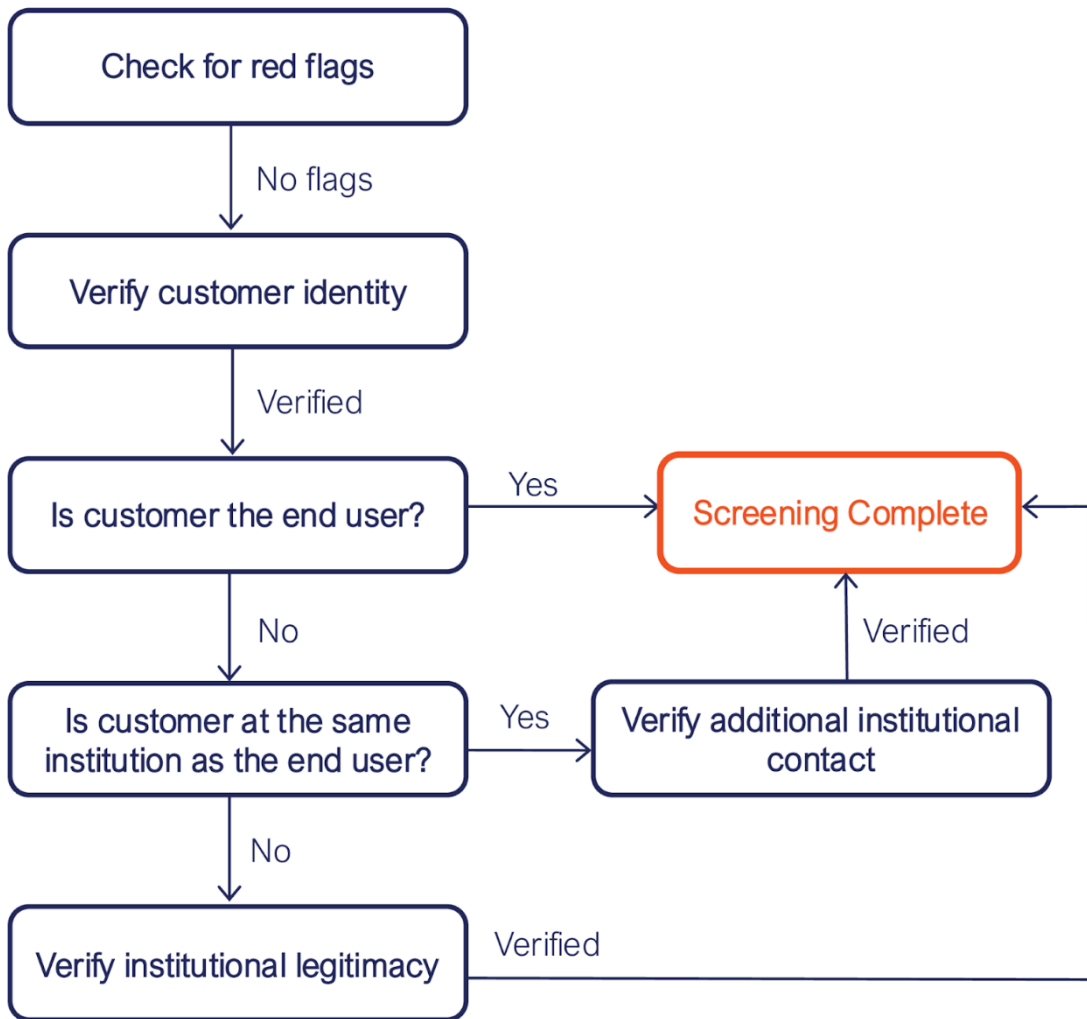 Check for red flags
No flags
Verify customer identity
Verified
Is customer the end user?
Yes
Screening Complete
No
Verified
Is customer at the same
institution as the end user?
Yes
Verify additional institutional
contact
No
Verify institutional legitimacy
Verified